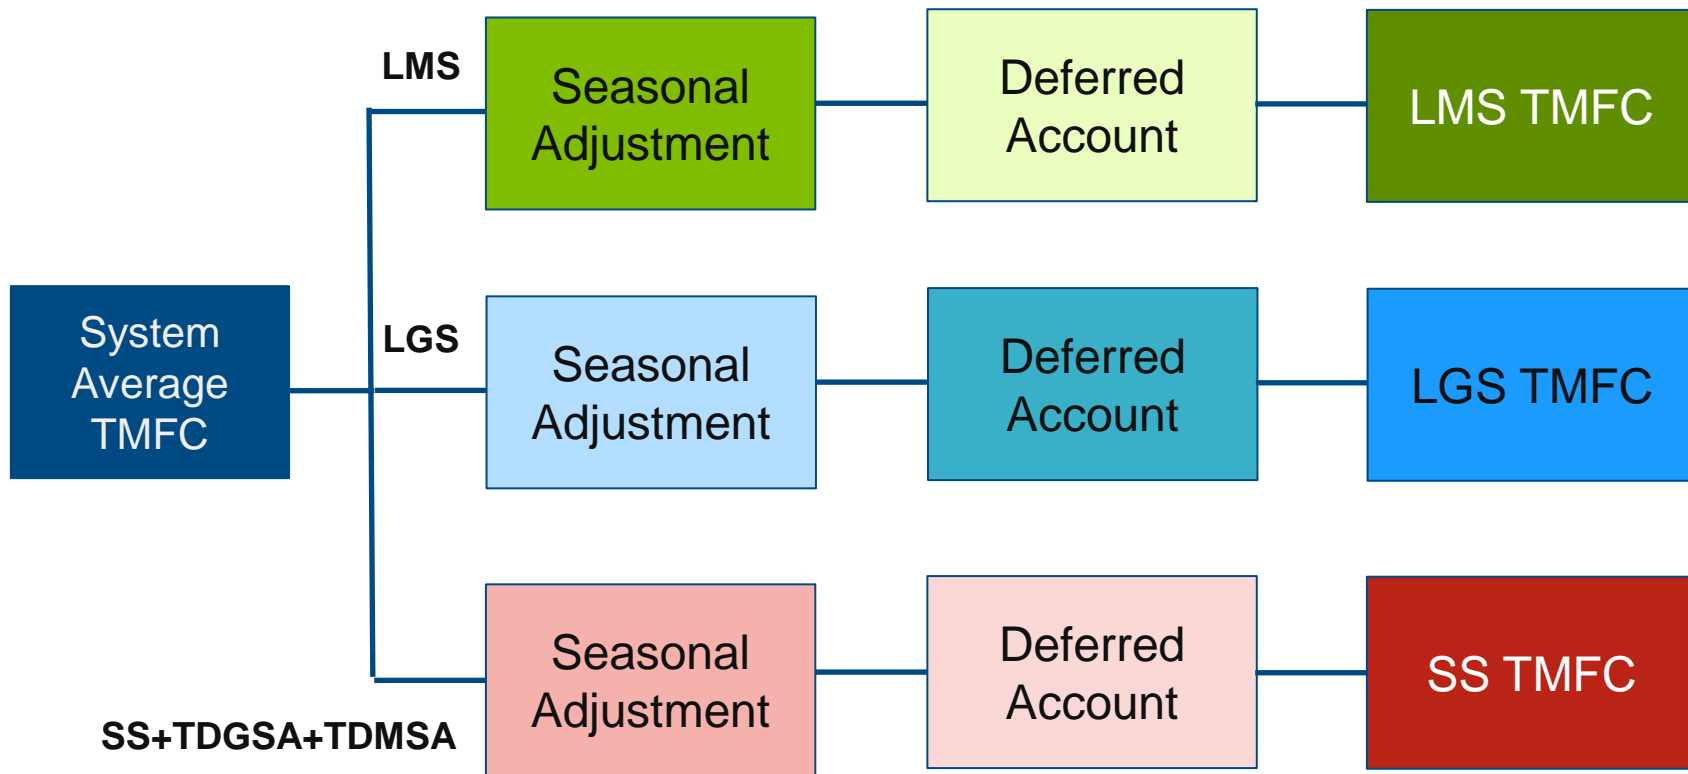 LMS
Seasonal
Adjustment
Deferred
Account
LMS TMFC
System
Average
TMFC
LGS
Seasonal
Adjustment
Deferred
Account
LGS TMFC
SS+TDGSA+TDMSA
Seasonal
Adjustment
Deferred
Account
SS TMFC